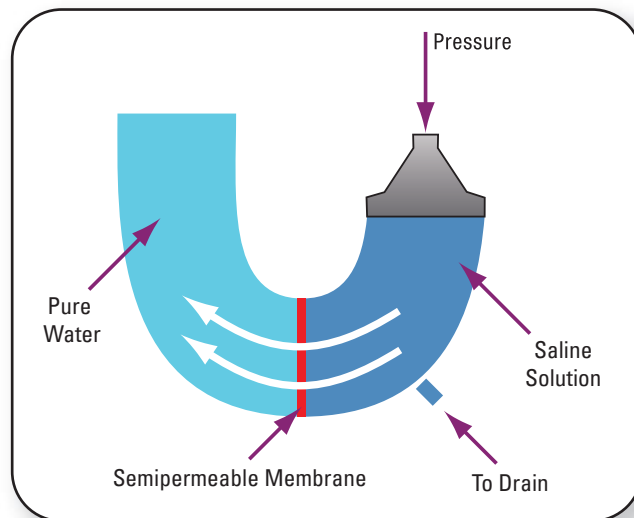 Pressure
Pure
Water
Saline
Solution
Semipermeable Membrane
To Drain